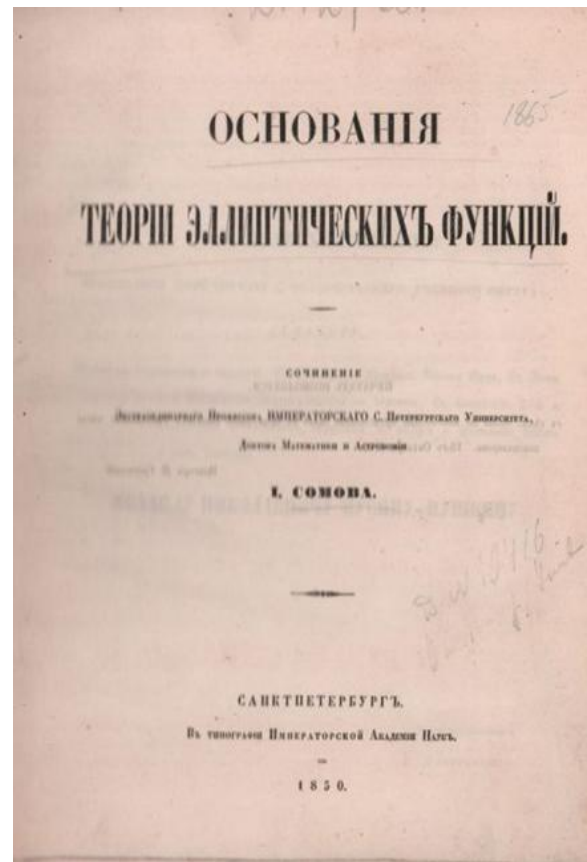 1865
ОСНОВАНІЯ
ТЕОРІИ ЭЛЛИПТИЧЕСКИХЪ ФУНКЦІЙ.
СОЧИНЕНІЕ
Экстраординарнаго Профессора ИМПЕРАТОРСКАГО С. Петербургскаго Университета,
Доктора Математики и Астрономіи
І. СОМОВА.
САНКТПЕТЕРБУРГЪ.
Въ типографіи Императорской Академіи Наукъ.
1850.